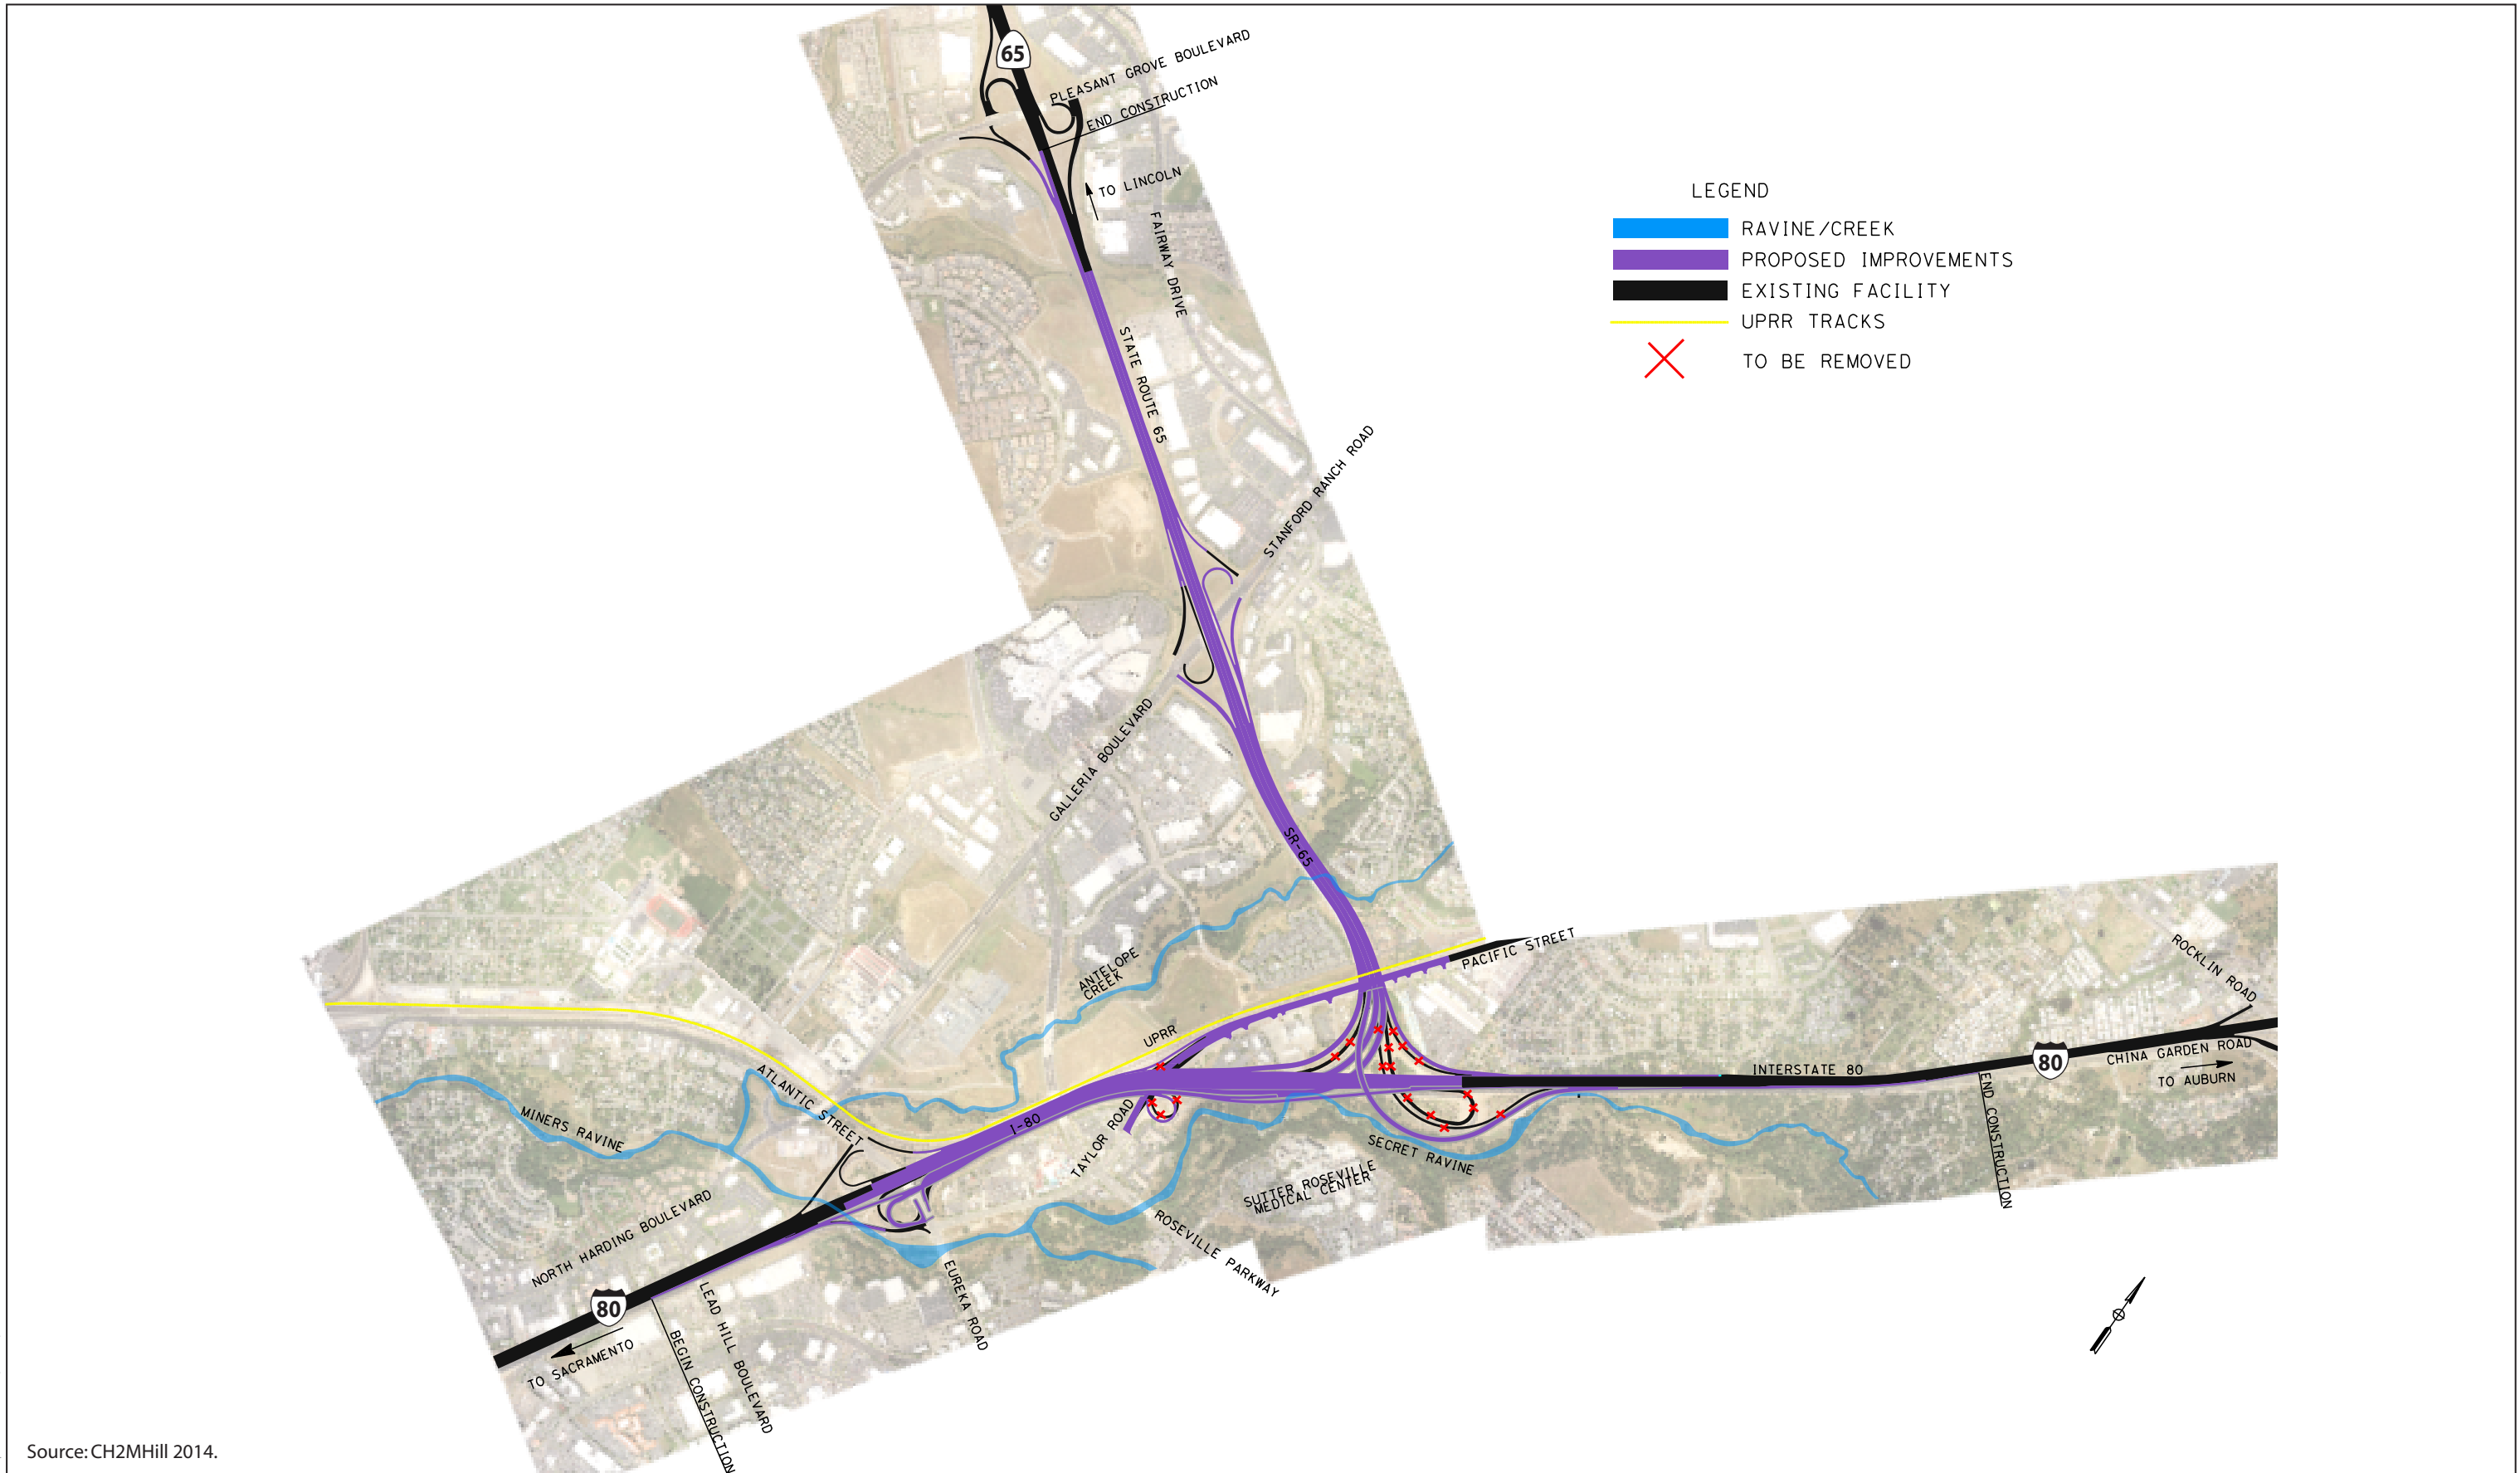 65
PLEASANT GROVE BOULEVARD
END CONSTRUCTION
TO LINCOLN
FAIRWAY DRIVE
LEGEND
RAVINE/CREEK
PROPOSED IMPROVEMENTS
EXISTING FACILITY
UPRR TRACKS
TO BE REMOVED
STATE ROUTE 65
STANFORD RANCH ROAD
GALLERIA BOULEVARD
SR-65
ANTELOPE
CREEK
UPRR
PACIFIC STREET
ROCKLIN ROAD
INTERSTATE 80
80
CHINA GARDEN ROAD
TO AUBURN
END CONSTRUCTION
ATLANTIC STREET
MINERS RAVINE
I-80
TAYLOR ROAD
SECRET RAVINE
SUTTER ROSEVILLE
MEDICAL CENTER
ROSEVILLE PARKWAY
NORTH HARDING BOULEVARD
EUREKA ROAD
LEAD HILL BOULEVARD
80
TO SACRAMENTO
BEGIN CONSTRUCTION
Source: CH2MHill 2014.